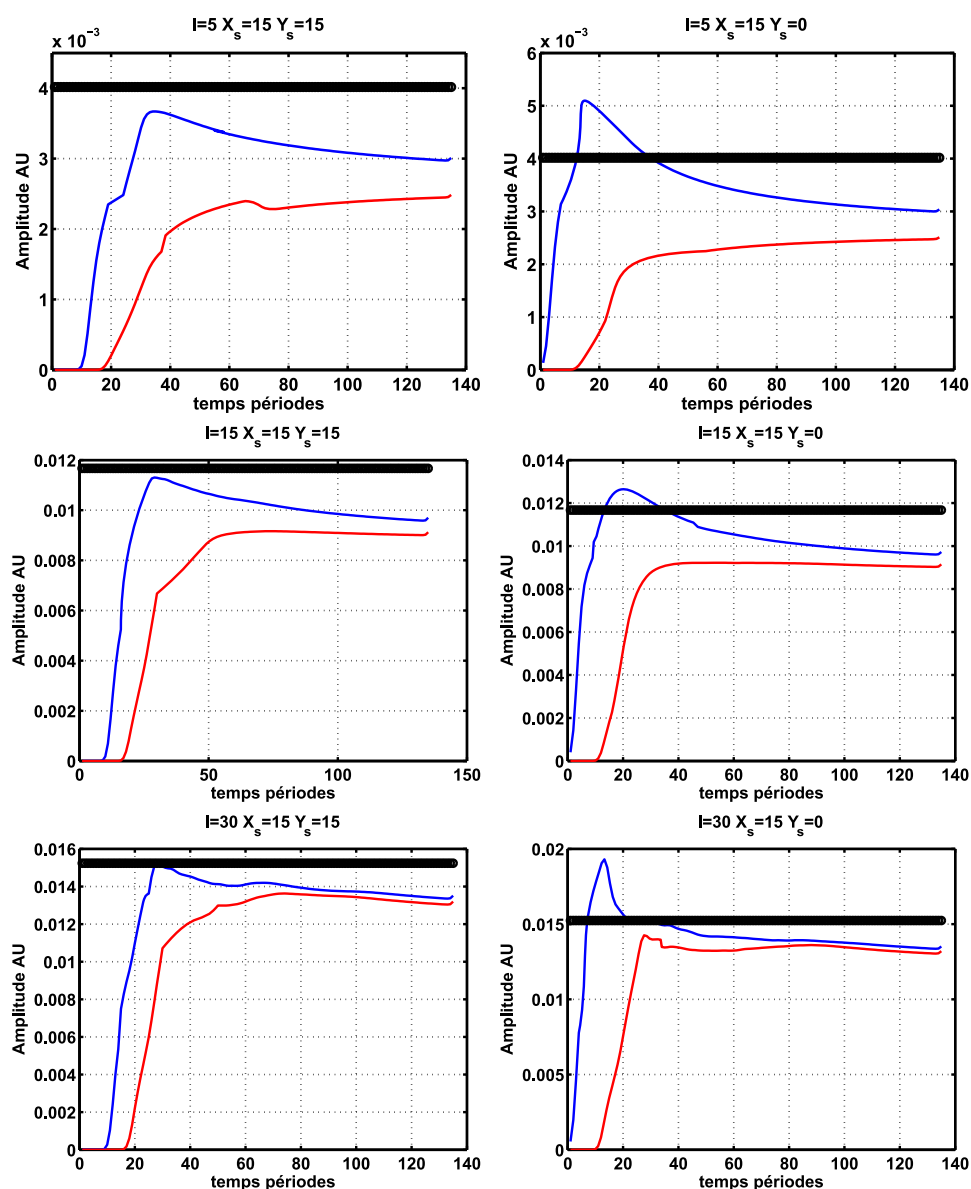 I=5 X_s=15 Y_s=15
x 10^-3
4
3
2
1
0
Amplitude AU
0 20 40 60 80 100 120 140
temps périodes
I=5 X_s=15 Y_s=0
x 10^-3
6
5
4
3
2
1
0
Amplitude AU
0 20 40 60 80 100 120 140
temps périodes
I=15 X_s=15 Y_s=15
0.012
0.01
0.008
0.006
0.004
0.002
0
Amplitude AU
0 50 100 150
temps périodes
I=15 X_s=15 Y_s=0
0.014
0.012
0.01
0.008
0.006
0.004
0.002
0
Amplitude AU
0 20 40 60 80 100 120 140
temps périodes
I=30 X_s=15 Y_s=15
0.016
0.014
0.012
0.01
0.008
0.006
0.004
0.002
0
Amplitude AU
0 20 40 60 80 100 120 140
temps périodes
I=30 X_s=15 Y_s=0
0.02
0.015
0.01
0.005
0
Amplitude AU
0 20 40 60 80 100 120 140
temps périodes